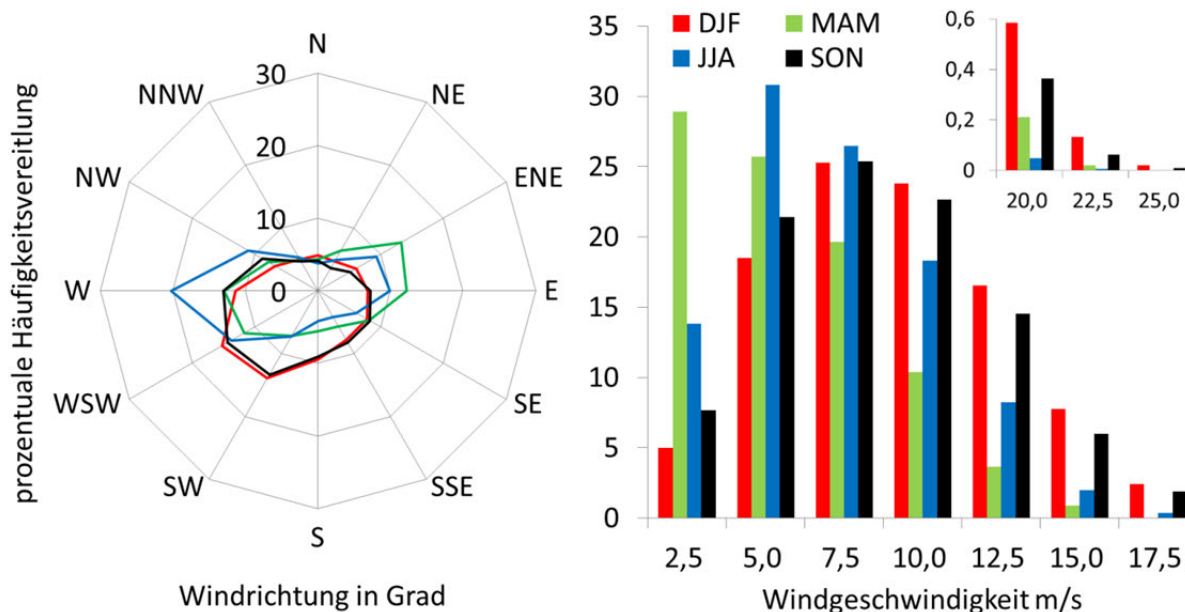 prozentuale Häufigkeitsvereitlung
N
NE
ENE
E
SE
SSE
S
SW
WSW
W
NW
NNW
30
20
10
0
Windrichtung in Grad
35
30
25
20
15
10
5
0
DJF MAM
JJA SON
0,6
0,4
0,2
0
20,0 22,5 25,0
2,5 5,0 7,5 10,0 12,5 15,0 17,5
Windgeschwindigkeit m/s